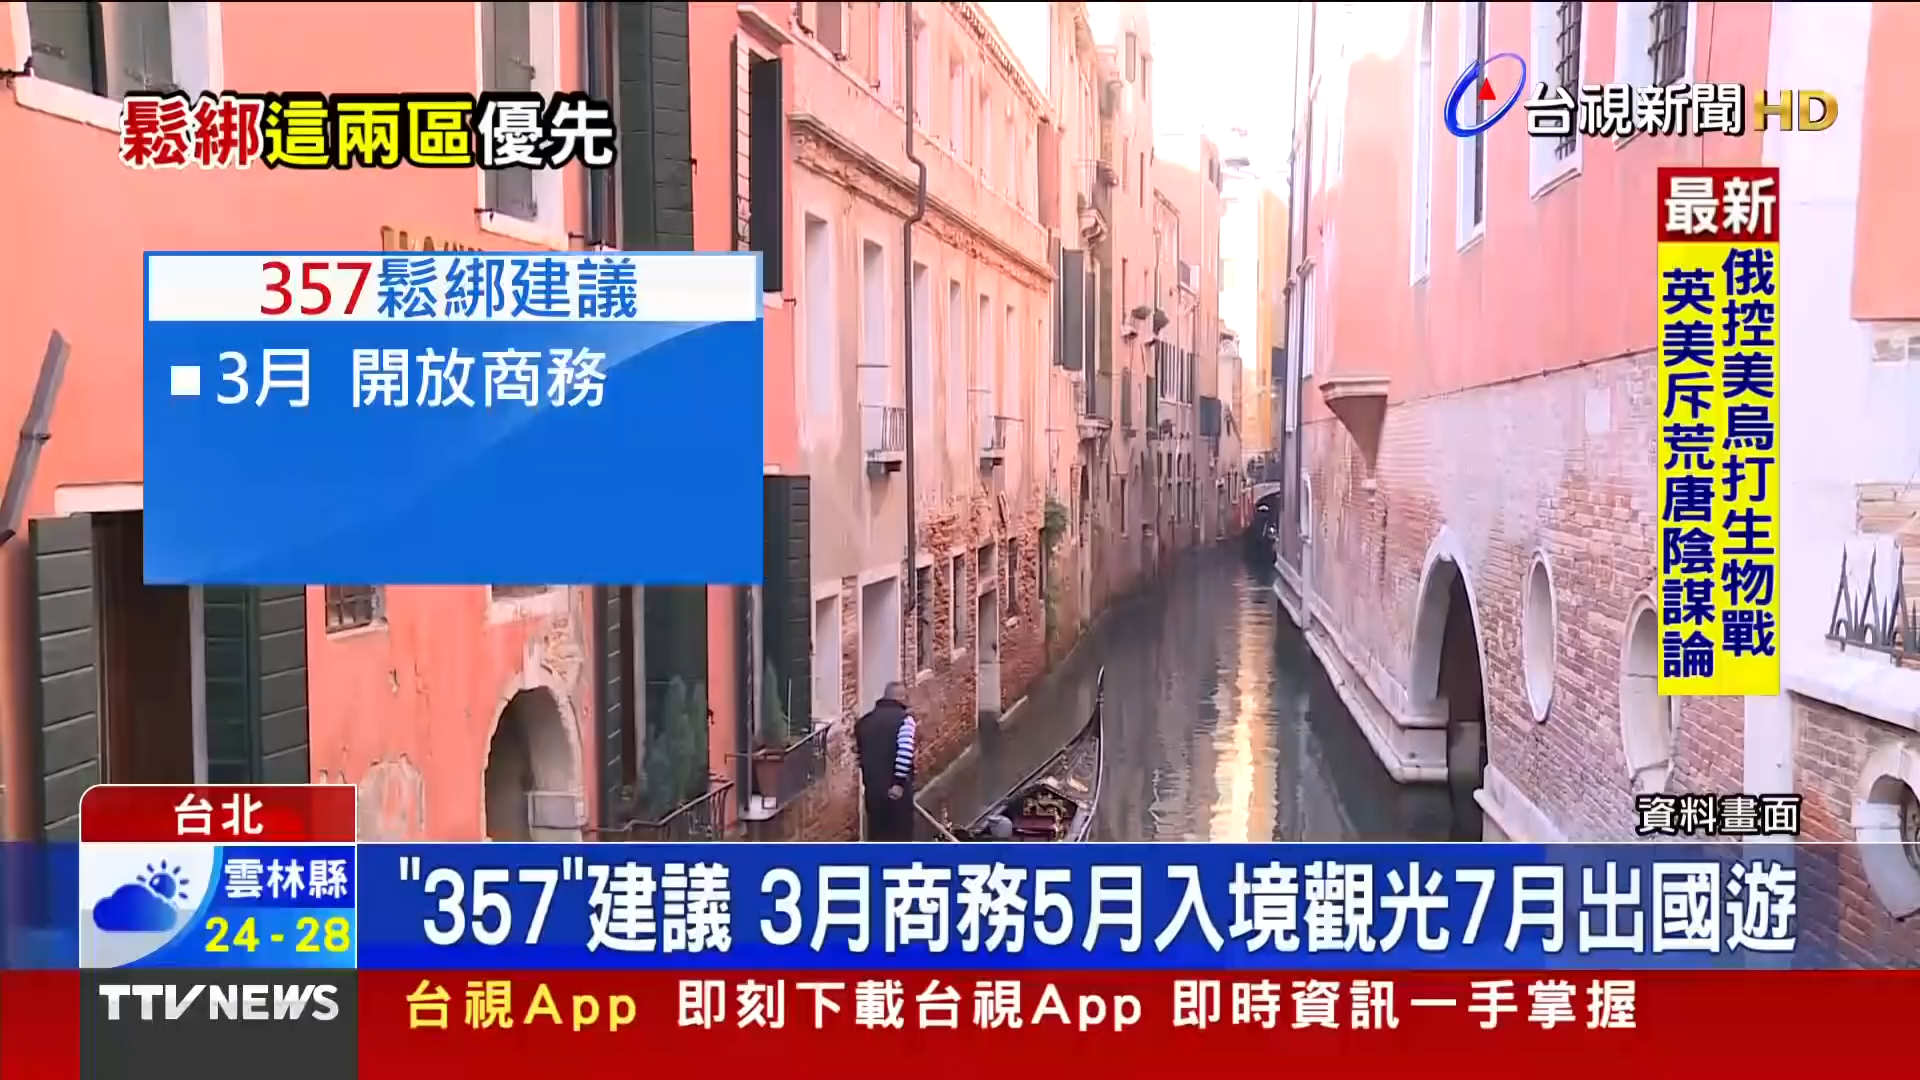 鬆綁這兩區優先
台視新聞HD
最新
俄控美烏打生物戰
英美斥荒唐陰謀論
357鬆綁建議
3月 開放商務
資料畫面
台北
雲林縣
24-28
"357"建議 3月商務5月入境觀光7月出國遊
TTV NEWS
台視App 即刻下載台視App 即時資訊一手掌握